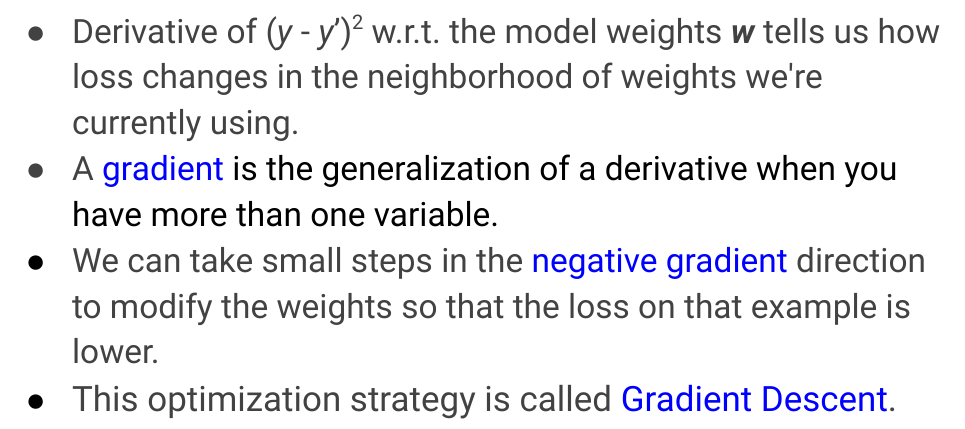 ● Derivative of (y - y′)² w.r.t. the model weights w tells us how
loss changes in the neighborhood of weights we're
currently using.
● A gradient is the generalization of a derivative when you
have more than one variable.
● We can take small steps in the negative gradient direction
to modify the weights so that the loss on that example is
lower.
● This optimization strategy is called Gradient Descent.